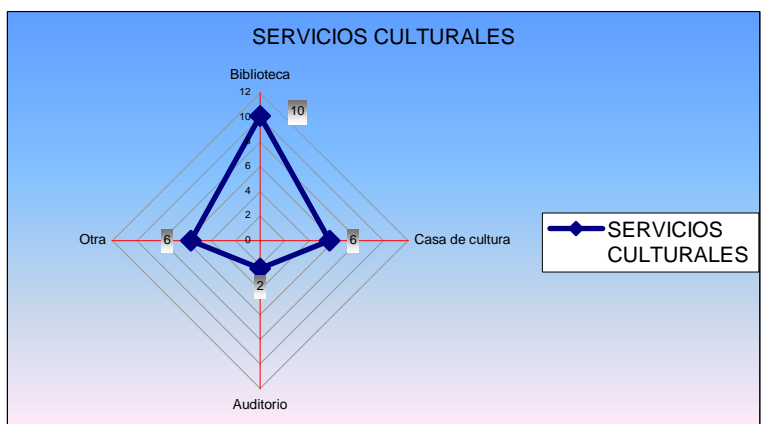 SERVICIOS CULTURALES
Biblioteca
12
10
10
8
6
4
2
0
Otra
6
6
Casa de cultura
2
Auditorio
SERVICIOS
CULTURALES